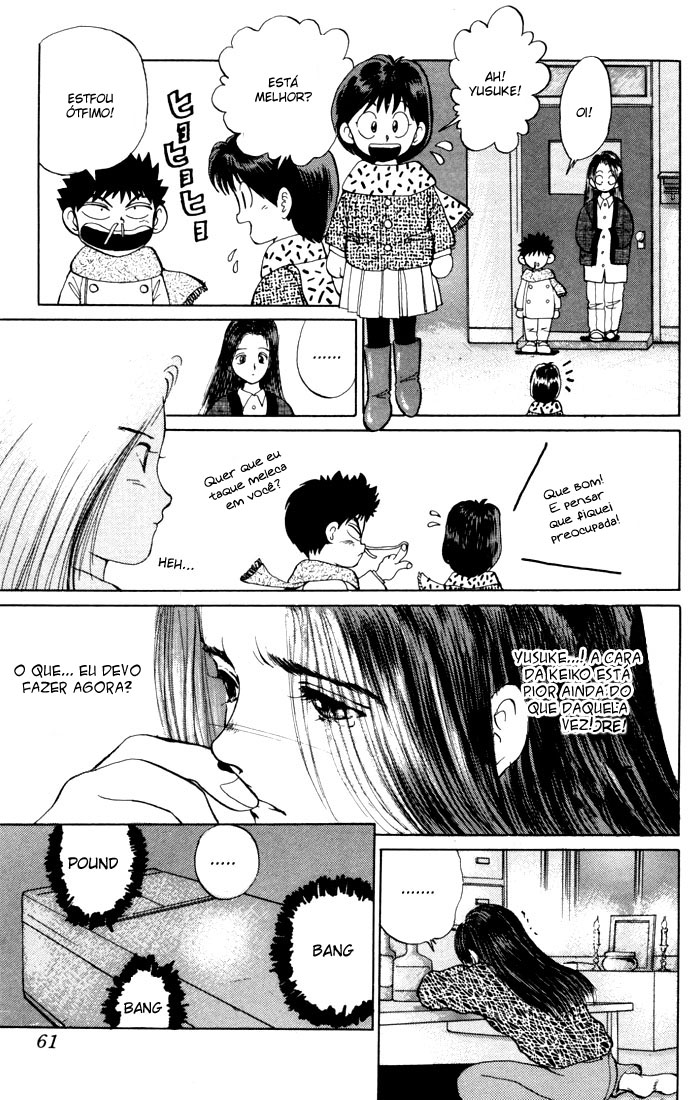 OI!
AH!
YUSUKE!
ESTÁ
MELHOR?
ヒョヒョヒョ
ESTFOU
ÓTFIMO!
......
Que bom!
E pensar
que fiquei
preocupada!
Quer que eu
taque meleca
em você?
HEH...
YUSUKE...! A CARA
DA KEIKO ESTÁ
PIOR AINDA DO
QUE DAQUELA
O QUE... EU DEVO
FAZER AGORA?
POUND
.....
BANG
BANG
.......
61